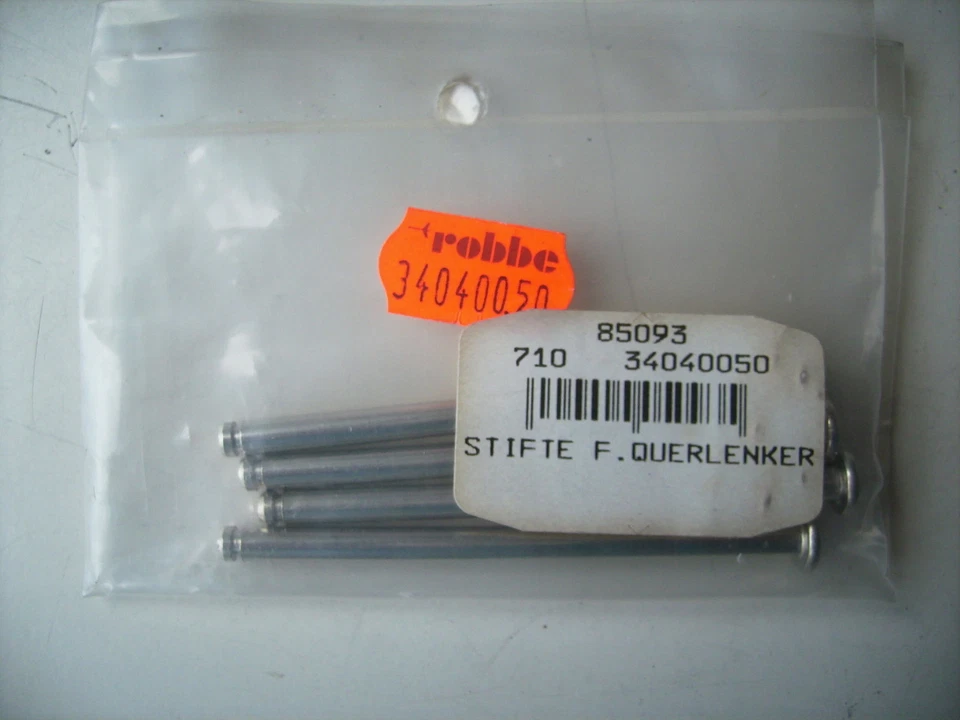 robbe
34040050
85093
710 34040050
STIFTE F.QUERLENKER